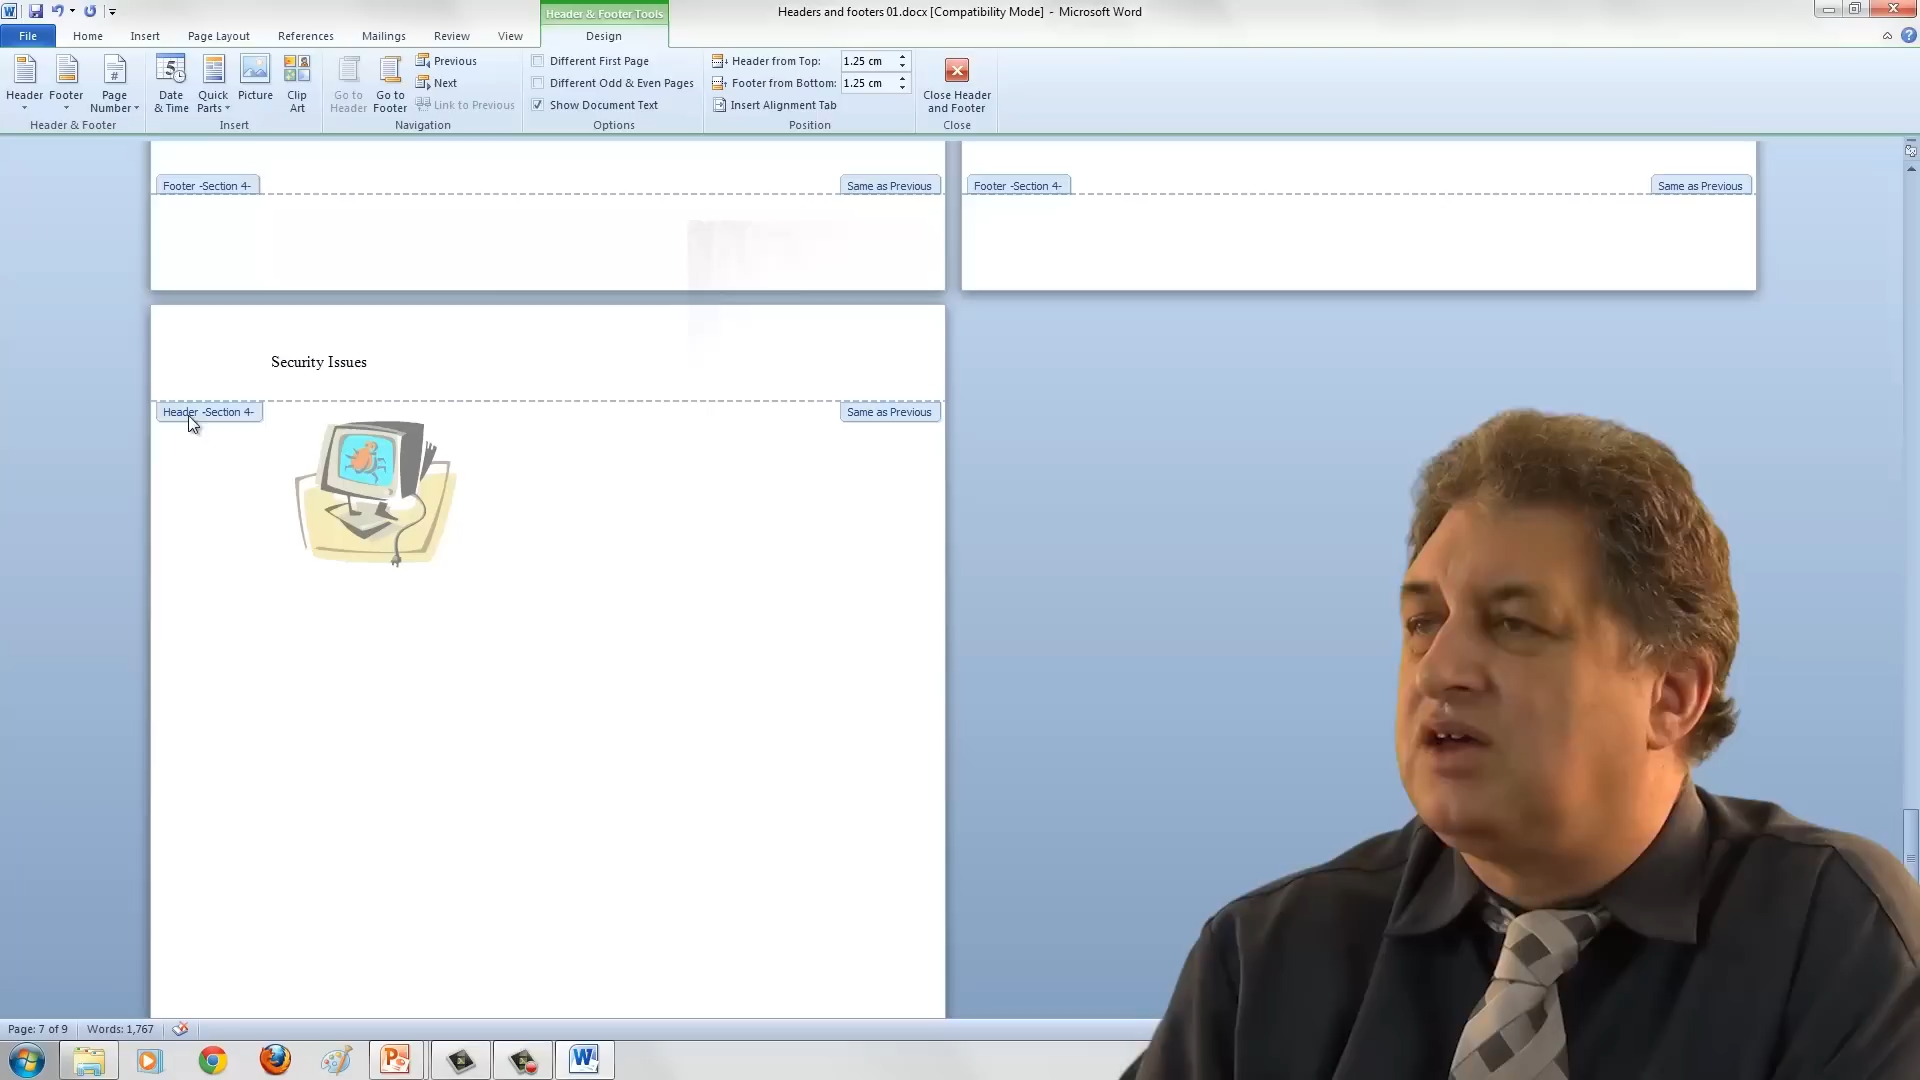 Header & Footer Tools
Headers and footers 01.docx [Compatibility Mode] - Microsoft Word
File Home Insert Page Layout References Mailings Review View Design
Header
Footer
Page Number
Header & Footer
Date & Time
Quick Parts
Picture
Clip Art
Insert
Go to Header
Go to Footer
Previous
Next
Link to Previous
Navigation
Different First Page
Different Odd & Even Pages
Show Document Text
Options
Header from Top: 1.25 cm
Footer from Bottom: 1.25 cm
Insert Alignment Tab
Position
Close Header and Footer
Close
Footer -Section 4- Same as Previous
Footer -Section 4- Same as Previous
Security Issues
Header -Section 4- Same as Previous
Page: 7 of 9 Words: 1,767